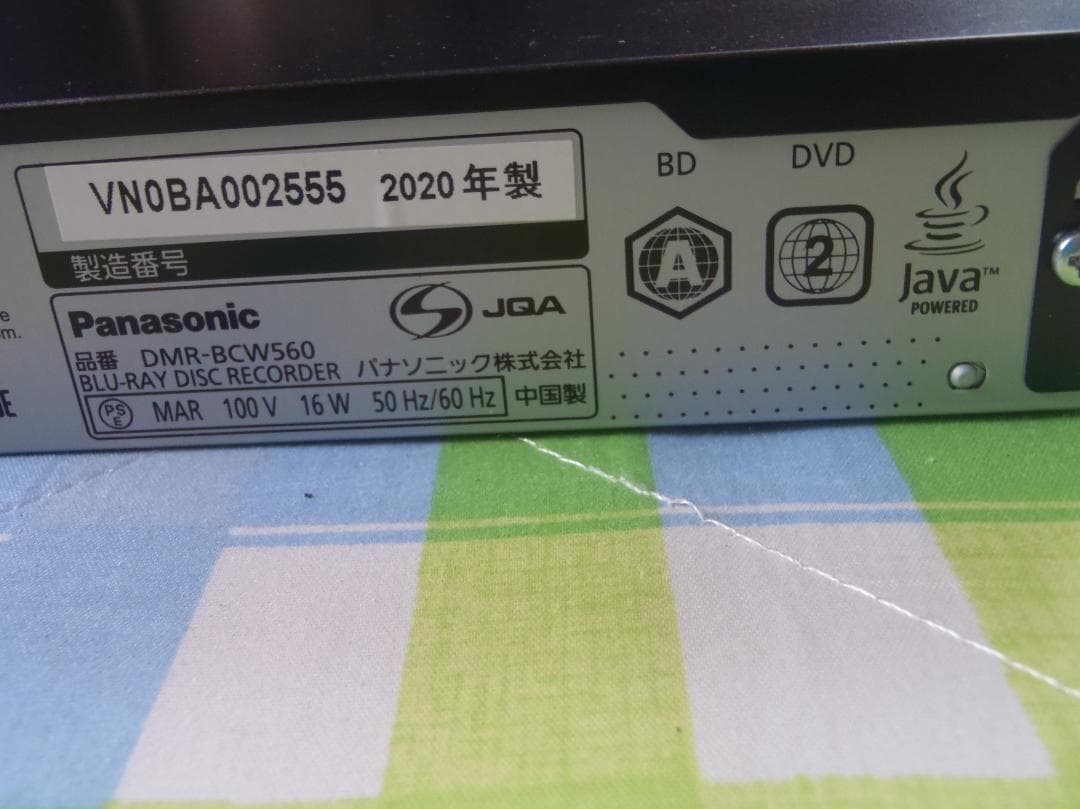 VN0BA002555 2020年製
製造番号
Panasonic JQA
品番 DMR-BCW560
BLU-RAY DISC RECORDER パナソニック株式会社
PS E MAR 100V 16W 50Hz/60Hz 中国製
BD DVD
A 2
Java™
POWERED